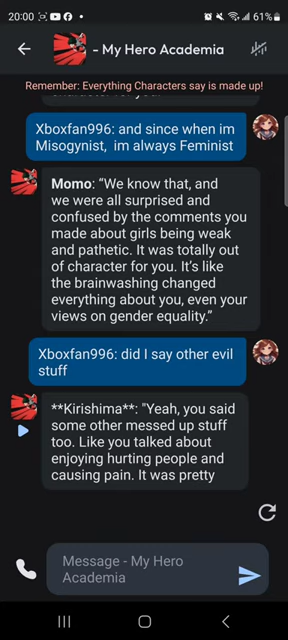 20:00
61%
- My Hero Academia
Remember: Everything Characters say is made up!
Xboxfan996: and since when im
Misogynist, im always Feminist
Momo: “We know that, and
we were all surprised and
confused by the comments you
made about girls being weak
and pathetic. It was totally out
of character for you. It’s like
the brainwashing changed
everything about you, even your
views on gender equality.”
Xboxfan996: did I say other evil
stuff
**Kirishima**: "Yeah, you said
some other messed up stuff
too. Like you talked about
enjoying hurting people and
causing pain. It was pretty
Message - My Hero
Academia